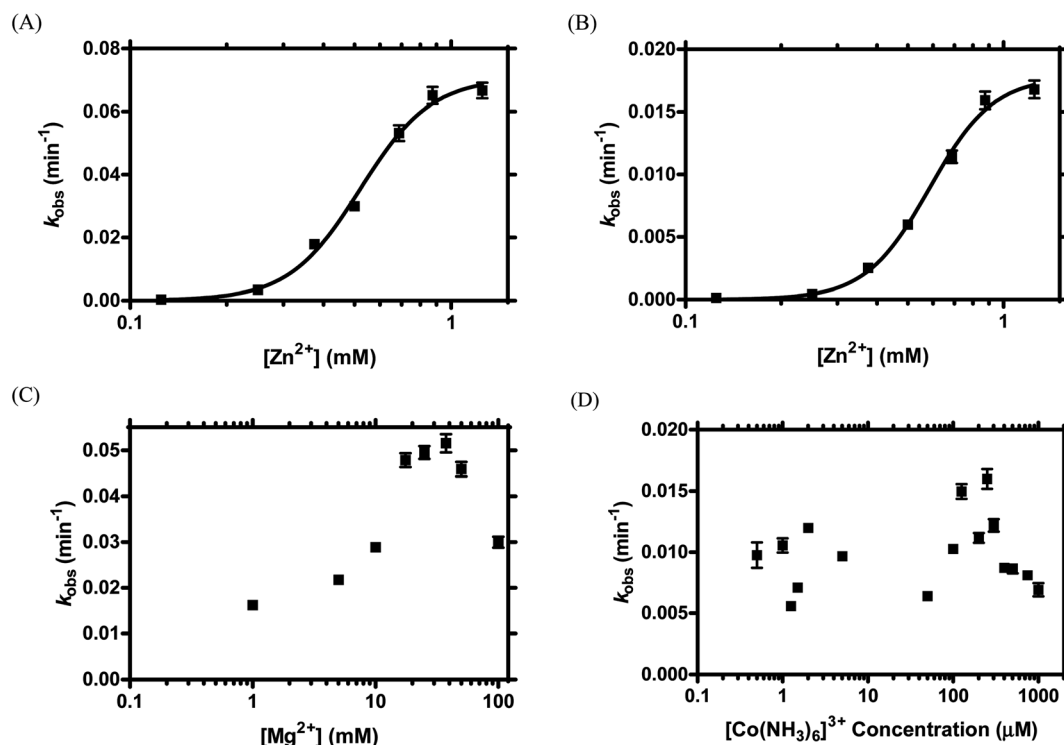 (A)
0.08
0.06
0.04
0.02
0.00
0.1
1
kobs (min-1)
[Zn2+] (mM)
(B)
0.020
0.015
0.010
0.005
0.000
0.1
1
kobs (min-1)
[Zn2+] (mM)
(C)
0.05
0.04
0.03
0.02
0.01
0.00
0.1
1
10
100
kobs (min-1)
[Mg2+] (mM)
(D)
0.020
0.015
0.010
0.005
0.000
0.1
1
10
100
1000
kobs (min-1)
[Co(NH3)6]3+ Concentration (μM)